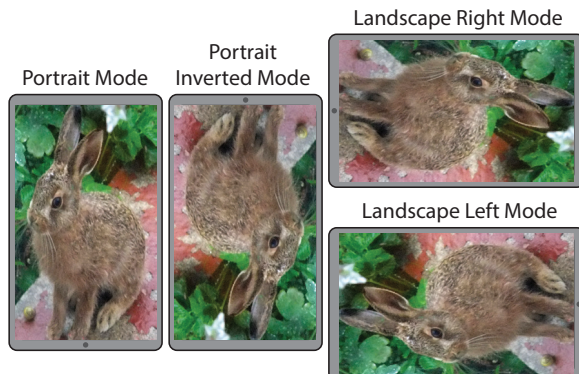 Portrait Mode
Portrait
Inverted Mode
Landscape Right Mode
Landscape Left Mode